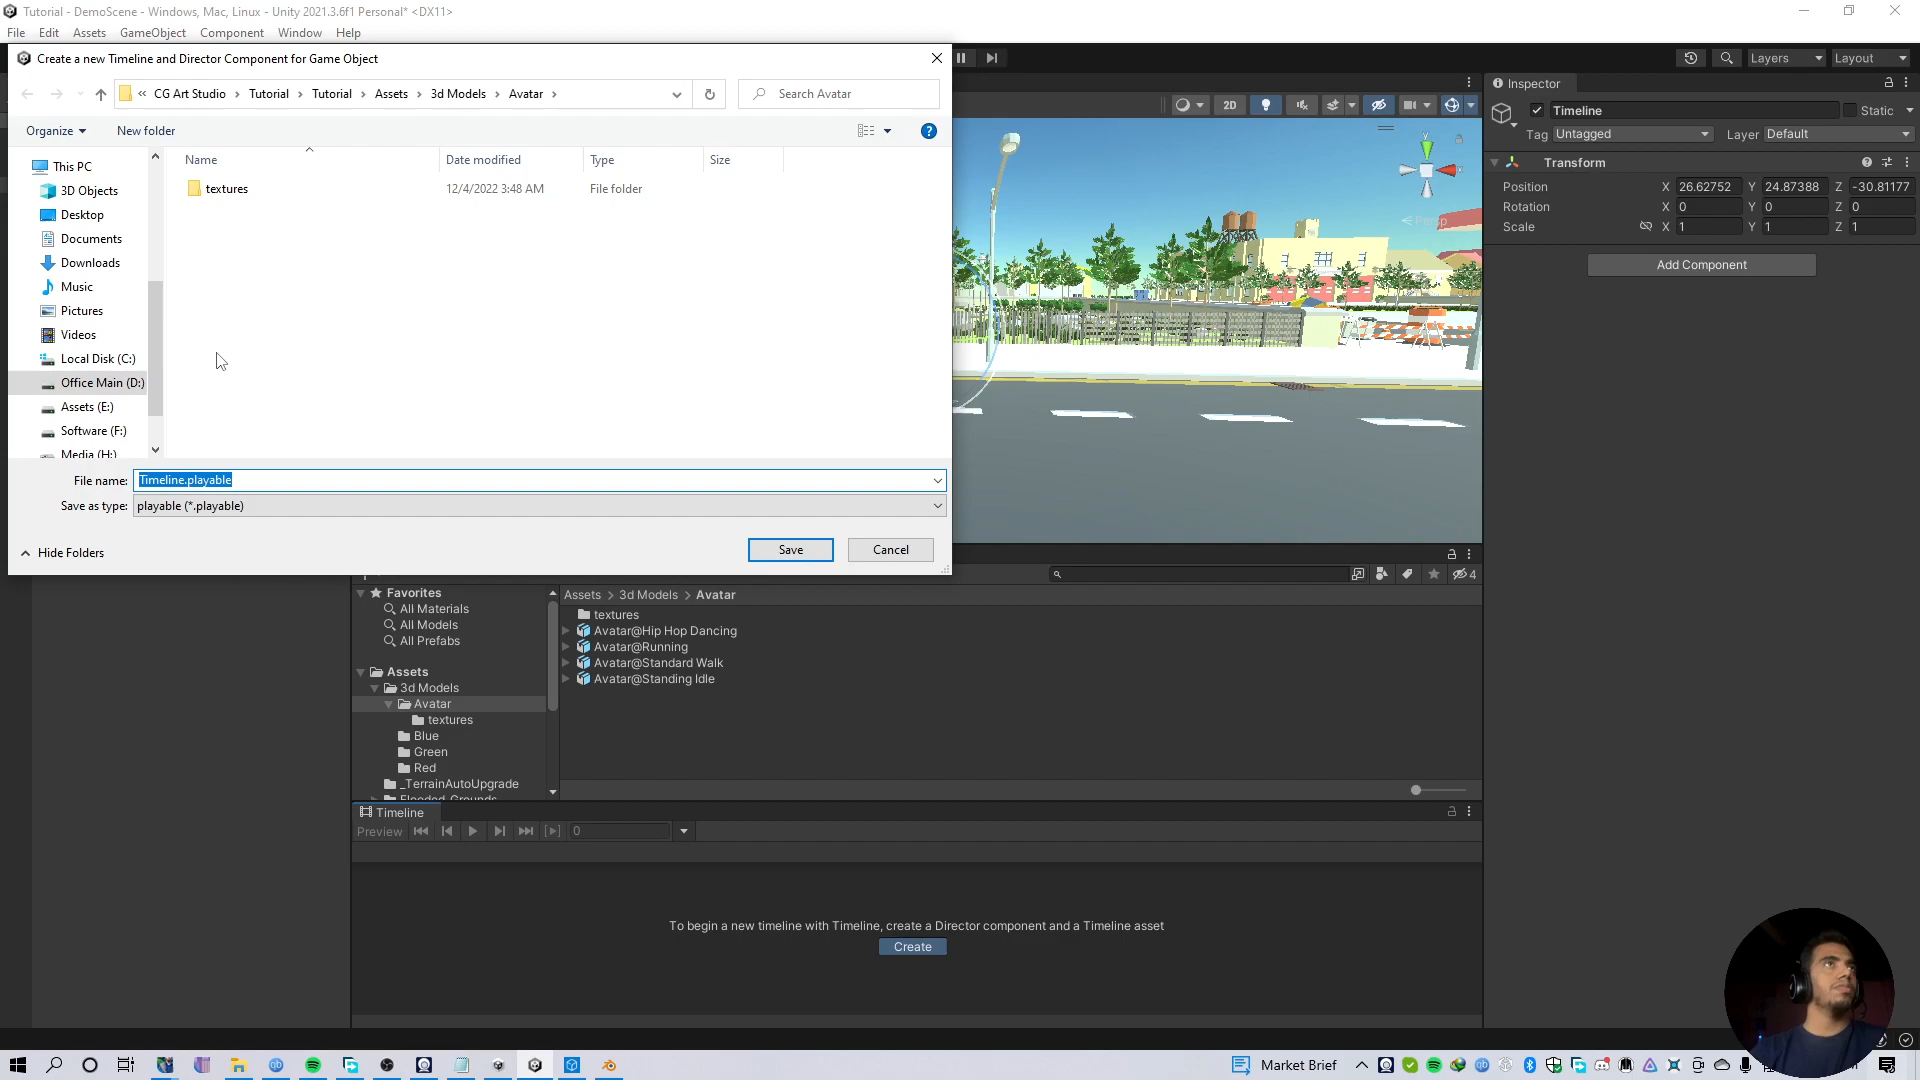 Tutorial - DemoScene - Windows, Mac, Linux - Unity 2021.3.6f1 Personal* <DX11>
File Edit Assets GameObject Component Window Help
Create a new Timeline and Director Component for Game Object
« CG Art Studio › Tutorial › Tutorial › Assets › 3d Models › Avatar ›
Search Avatar
Organize New folder
Name Date modified Type Size
textures 12/4/2022 3:48 AM File folder
This PC
3D Objects
Desktop
Documents
Downloads
Music
Pictures
Videos
Local Disk (C:)
Office Main (D:)
Assets (E:)
Software (F:)
Media (H:)
File name: Timeline.playable
Save as type: playable (*.playable)
Hide Folders
Save Cancel
Layers Layout
2D
Persp
Inspector
Timeline Static
Tag Untagged Layer Default
Transform
Position X 26.62752 Y 24.87388 Z -30.81177
Rotation X 0 Y 0 Z 0
Scale X 1 Y 1 Z 1
Add Component
4
Favorites
All Materials
All Models
All Prefabs
Assets
3d Models
Avatar
textures
Blue
Green
Red
_TerrainAutoUpgrade
Flooded_Grounds
Assets > 3d Models > Avatar
textures
Avatar@Hip Hop Dancing
Avatar@Running
Avatar@Standard Walk
Avatar@Standing Idle
Timeline
Preview 0
To begin a new timeline with Timeline, create a Director component and a Timeline asset
Create
Market Brief